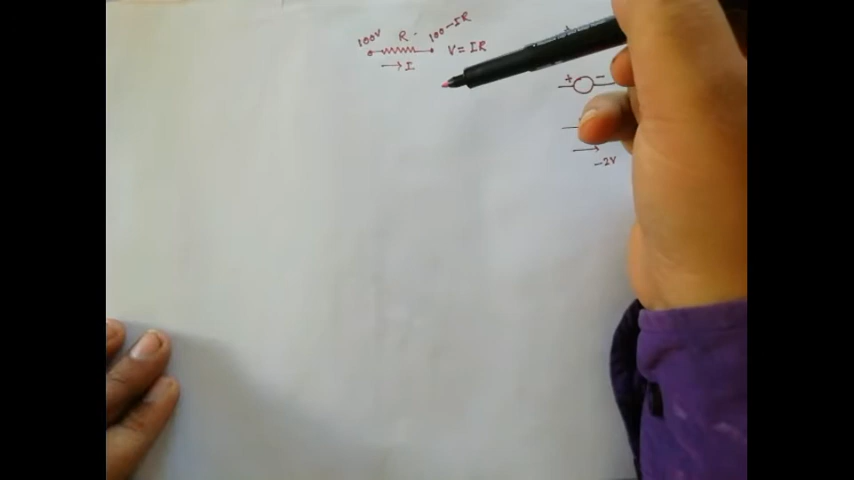 100V R. 100-IR
→ I V = IR
+ -
-2V